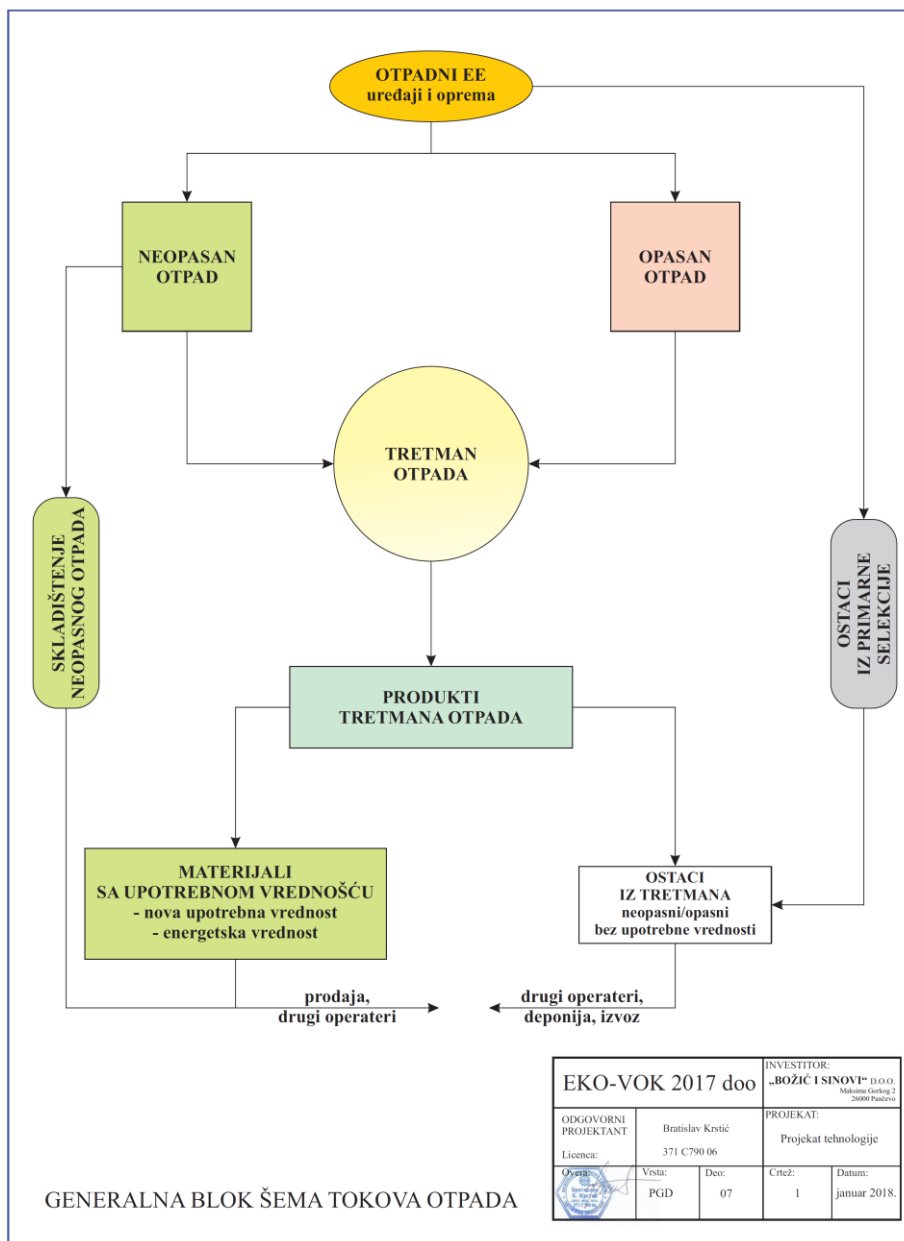 OTPADNI EE
uređaji i oprema
NEOPASAN
OTPAD
OPASAN
OTPAD
TRETMAN
OTPADA
SKLADIŠTENJE
NEOPASNOG OTPADA
OSTACI
IZ PRIMARNE
SELEKCIJE
PRODUKTI
TRETMANA OTPADA
MATERIJALI
SA UPOTREBNOM VREDNOŠĆU
- nova upotrebna vrednost
- energetska vrednost
OSTACI
IZ TRETMANA
neopasni/opasni
bez upotrebne vrednosti
prodaja,
drugi operateri
drugi operateri,
deponija, izvoz
EKO-VOK 2017 doo
INVESTITOR:
„BOŽIĆ I SINOVI“ D.O.O.
Maksima Gorkog 2
26000 Pančevo
ODGOVORNI
PROJEKTANT
Licenca:
Bratislav Krstić
371 C790 06
PROJEKAT:
Projekat tehnologije
Overa:
Vrsta:
PGD
Deo:
07
Crtež:
1
Datum:
januar 2018.
GENERALNA BLOK ŠEMA TOKOVA OTPADA